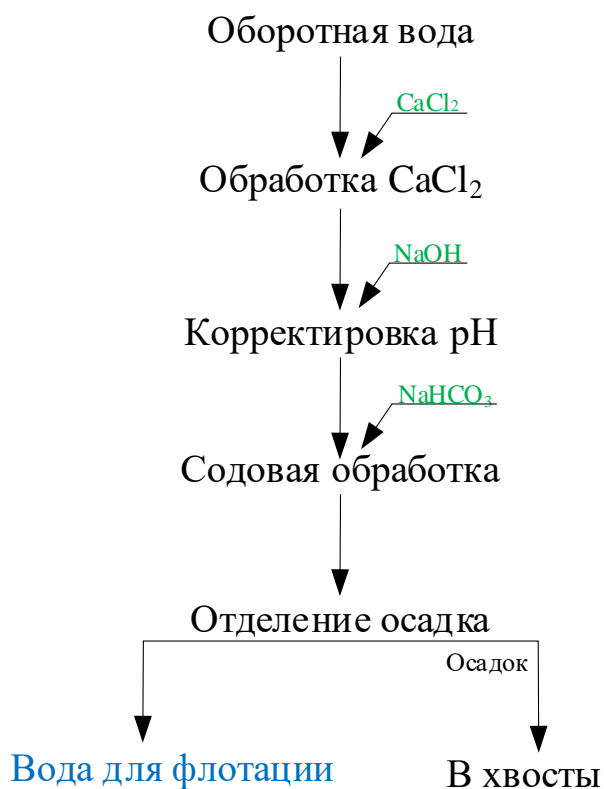 Оборотная вода
CaCl₂
Обработка CaCl₂
NaOH
Корректировка pH
NaHCO₃
Содовая обработка
Отделение осадка
Осадок
Вода для флотации
В хвосты